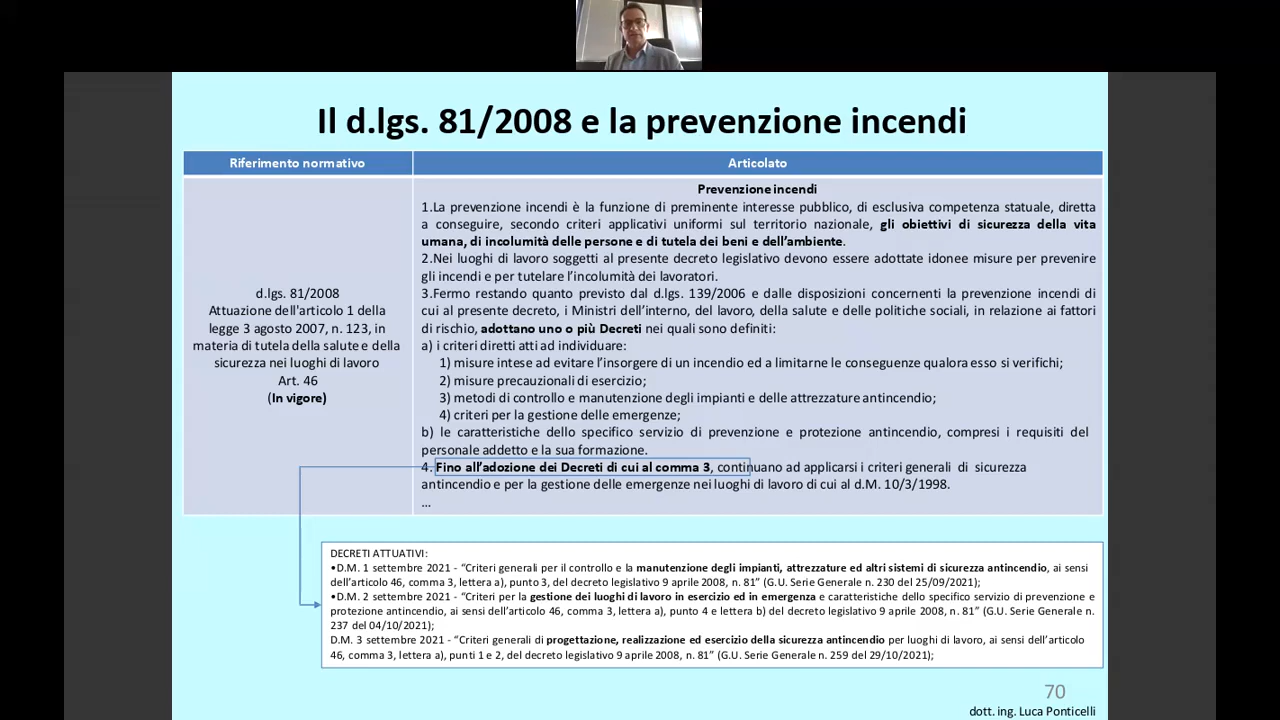 Il d.lgs. 81/2008 e la prevenzione incendi
Riferimento normativo
Articolato
d.lgs. 81/2008
Attuazione dell'articolo 1 della
legge 3 agosto 2007, n. 123, in
materia di tutela della salute e della
sicurezza nei luoghi di lavoro
Art. 46
(In vigore)
Prevenzione incendi
1.La prevenzione incendi è la funzione di preminente interesse pubblico, di esclusiva competenza statuale, diretta
a conseguire, secondo criteri applicativi uniformi sul territorio nazionale, gli obiettivi di sicurezza della vita
umana, di incolumità delle persone e di tutela dei beni e dell'ambiente.
2.Nei luoghi di lavoro soggetti al presente decreto legislativo devono essere adottate idonee misure per prevenire
gli incendi e per tutelare l'incolumità dei lavoratori.
3.Fermo restando quanto previsto dal d.lgs. 139/2006 e dalle disposizioni concernenti la prevenzione incendi di
cui al presente decreto, i Ministri dell'interno, del lavoro, della salute e delle politiche sociali, in relazione ai fattori
di rischio, adottano uno o più Decreti nei quali sono definiti:
a) i criteri diretti atti ad individuare:
1) misure intese ad evitare l'insorgere di un incendio ed a limitarne le conseguenze qualora esso si verifichi;
2) misure precauzionali di esercizio;
3) metodi di controllo e manutenzione degli impianti e delle attrezzature antincendio;
4) criteri per la gestione delle emergenze;
b) le caratteristiche dello specifico servizio di prevenzione e protezione antincendio, compresi i requisiti del
personale addetto e la sua formazione.
4. Fino all'adozione dei Decreti di cui al comma 3, continuano ad applicarsi i criteri generali di sicurezza
antincendio e per la gestione delle emergenze nei luoghi di lavoro di cui al d.M. 10/3/1998.
…
DECRETI ATTUATIVI:
•D.M. 1 settembre 2021 - "Criteri generali per il controllo e la manutenzione degli impianti, attrezzature ed altri sistemi di sicurezza antincendio, ai sensi
dell'articolo 46, comma 3, lettera a), punto 3, del decreto legislativo 9 aprile 2008, n. 81" (G.U. Serie Generale n. 230 del 25/09/2021);
•D.M. 2 settembre 2021 - "Criteri per la gestione dei luoghi di lavoro in esercizio ed in emergenza e caratteristiche dello specifico servizio di prevenzione e
protezione antincendio, ai sensi dell'articolo 46, comma 3, lettera a), punto 4 e lettera b) del decreto legislativo 9 aprile 2008, n. 81" (G.U. Serie Generale n.
237 del 04/10/2021);
D.M. 3 settembre 2021 - "Criteri generali di progettazione, realizzazione ed esercizio della sicurezza antincendio per luoghi di lavoro, ai sensi dell'articolo
46, comma 3, lettera a), punti 1 e 2, del decreto legislativo 9 aprile 2008, n. 81" (G.U. Serie Generale n. 259 del 29/10/2021);
70
dott. ing. Luca Ponticelli